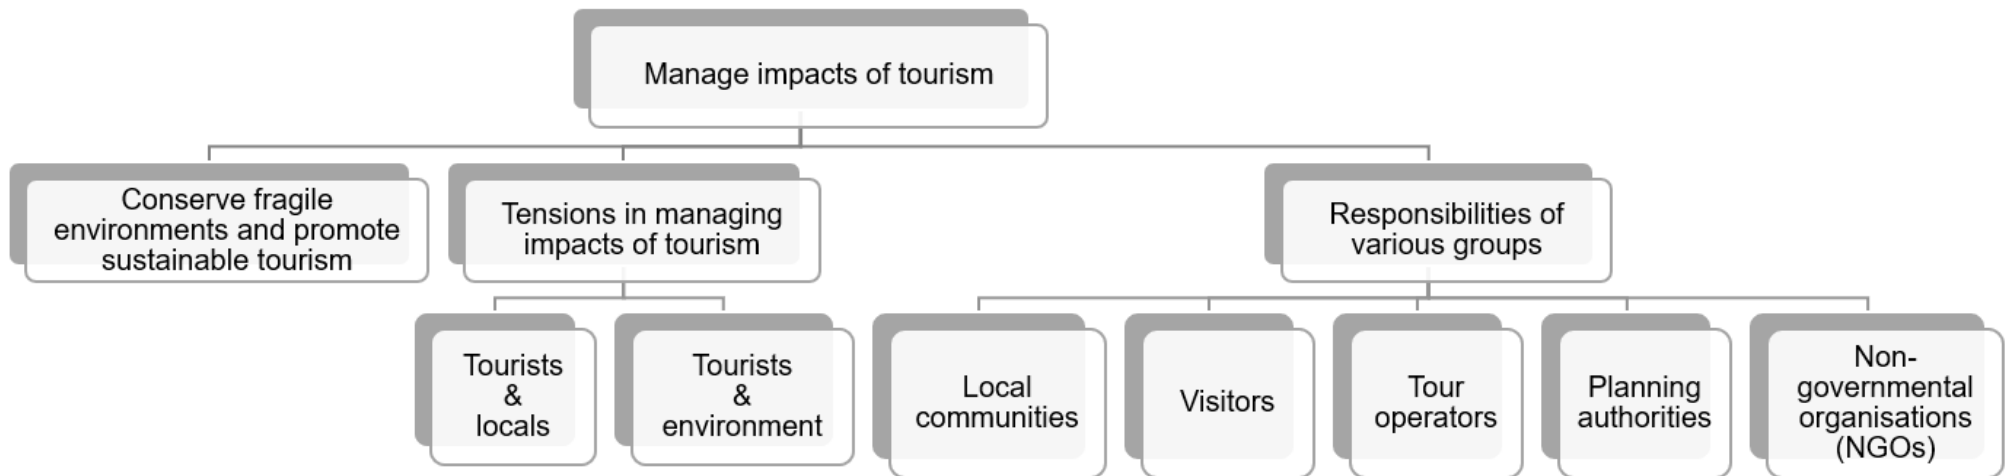 Manage impacts of tourism
Conserve fragile
environments and promote
sustainable tourism
Tensions in managing
impacts of tourism
Responsibilities of
various groups
Tourists
&
locals
Tourists
&
environment
Local
communities
Visitors
Tour
operators
Planning
authorities
Non-
governmental
organisations
(NGOs)